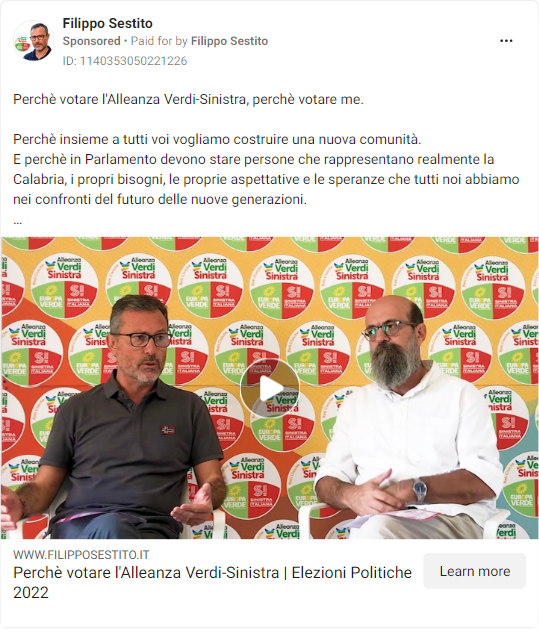 Filippo Sestito
Sponsored • Paid for by Filippo Sestito
ID: 1140353050221226
Perchè votare l'Alleanza Verdi-Sinistra, perchè votare me.
Perchè insieme a tutti voi vogliamo costruire una nuova comunità.
E perchè in Parlamento devono stare persone che rappresentano realmente la
Calabria, i propri bisogni, le proprie aspettative e le speranze che tutti noi abbiamo
nei confronti del futuro delle nuove generazioni.
...
Alleanza
Verdi
Sinistra
EUROPA
VERDE
SI
SINISTRA
ITALIANA
WWW.FILIPPOSESTITO.IT
Perchè votare l'Alleanza Verdi-Sinistra | Elezioni Politiche
2022
Learn more